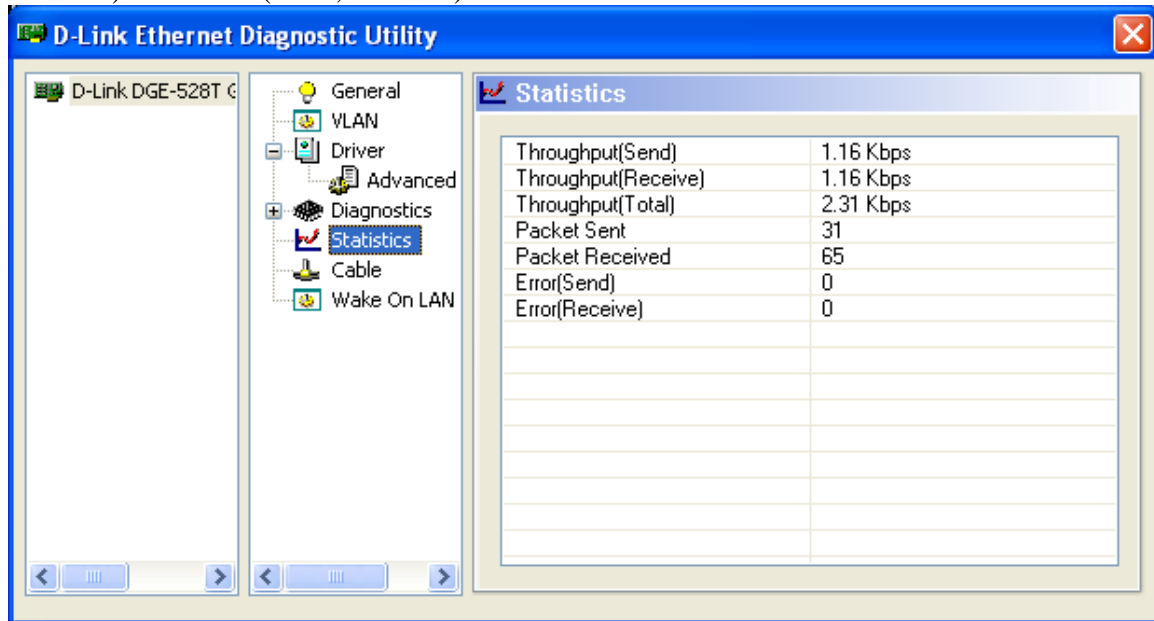 D-Link Ethernet Diagnostic Utility
D-Link DGE-528T G
General
VLAN
Driver
Advanced
Diagnostics
Statistics
Cable
Wake On LAN
Statistics
Throughput(Send) 1.16 Kbps
Throughput(Receive) 1.16 Kbps
Throughput(Total) 2.31 Kbps
Packet Sent 31
Packet Received 65
Error(Send) 0
Error(Receive) 0